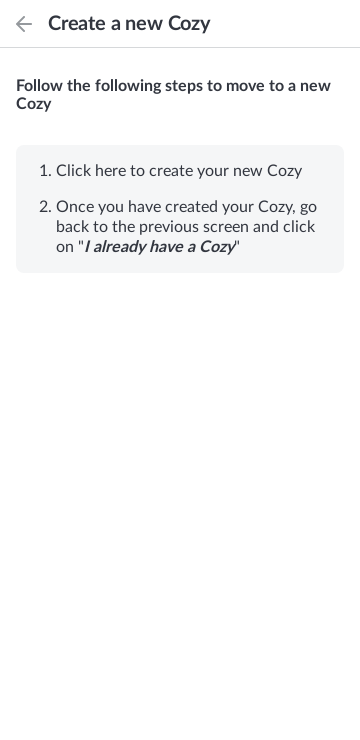 Create a new Cozy
Follow the following steps to move to a new
Cozy
1. Click here to create your new Cozy
2. Once you have created your Cozy, go
back to the previous screen and click
on "I already have a Cozy"